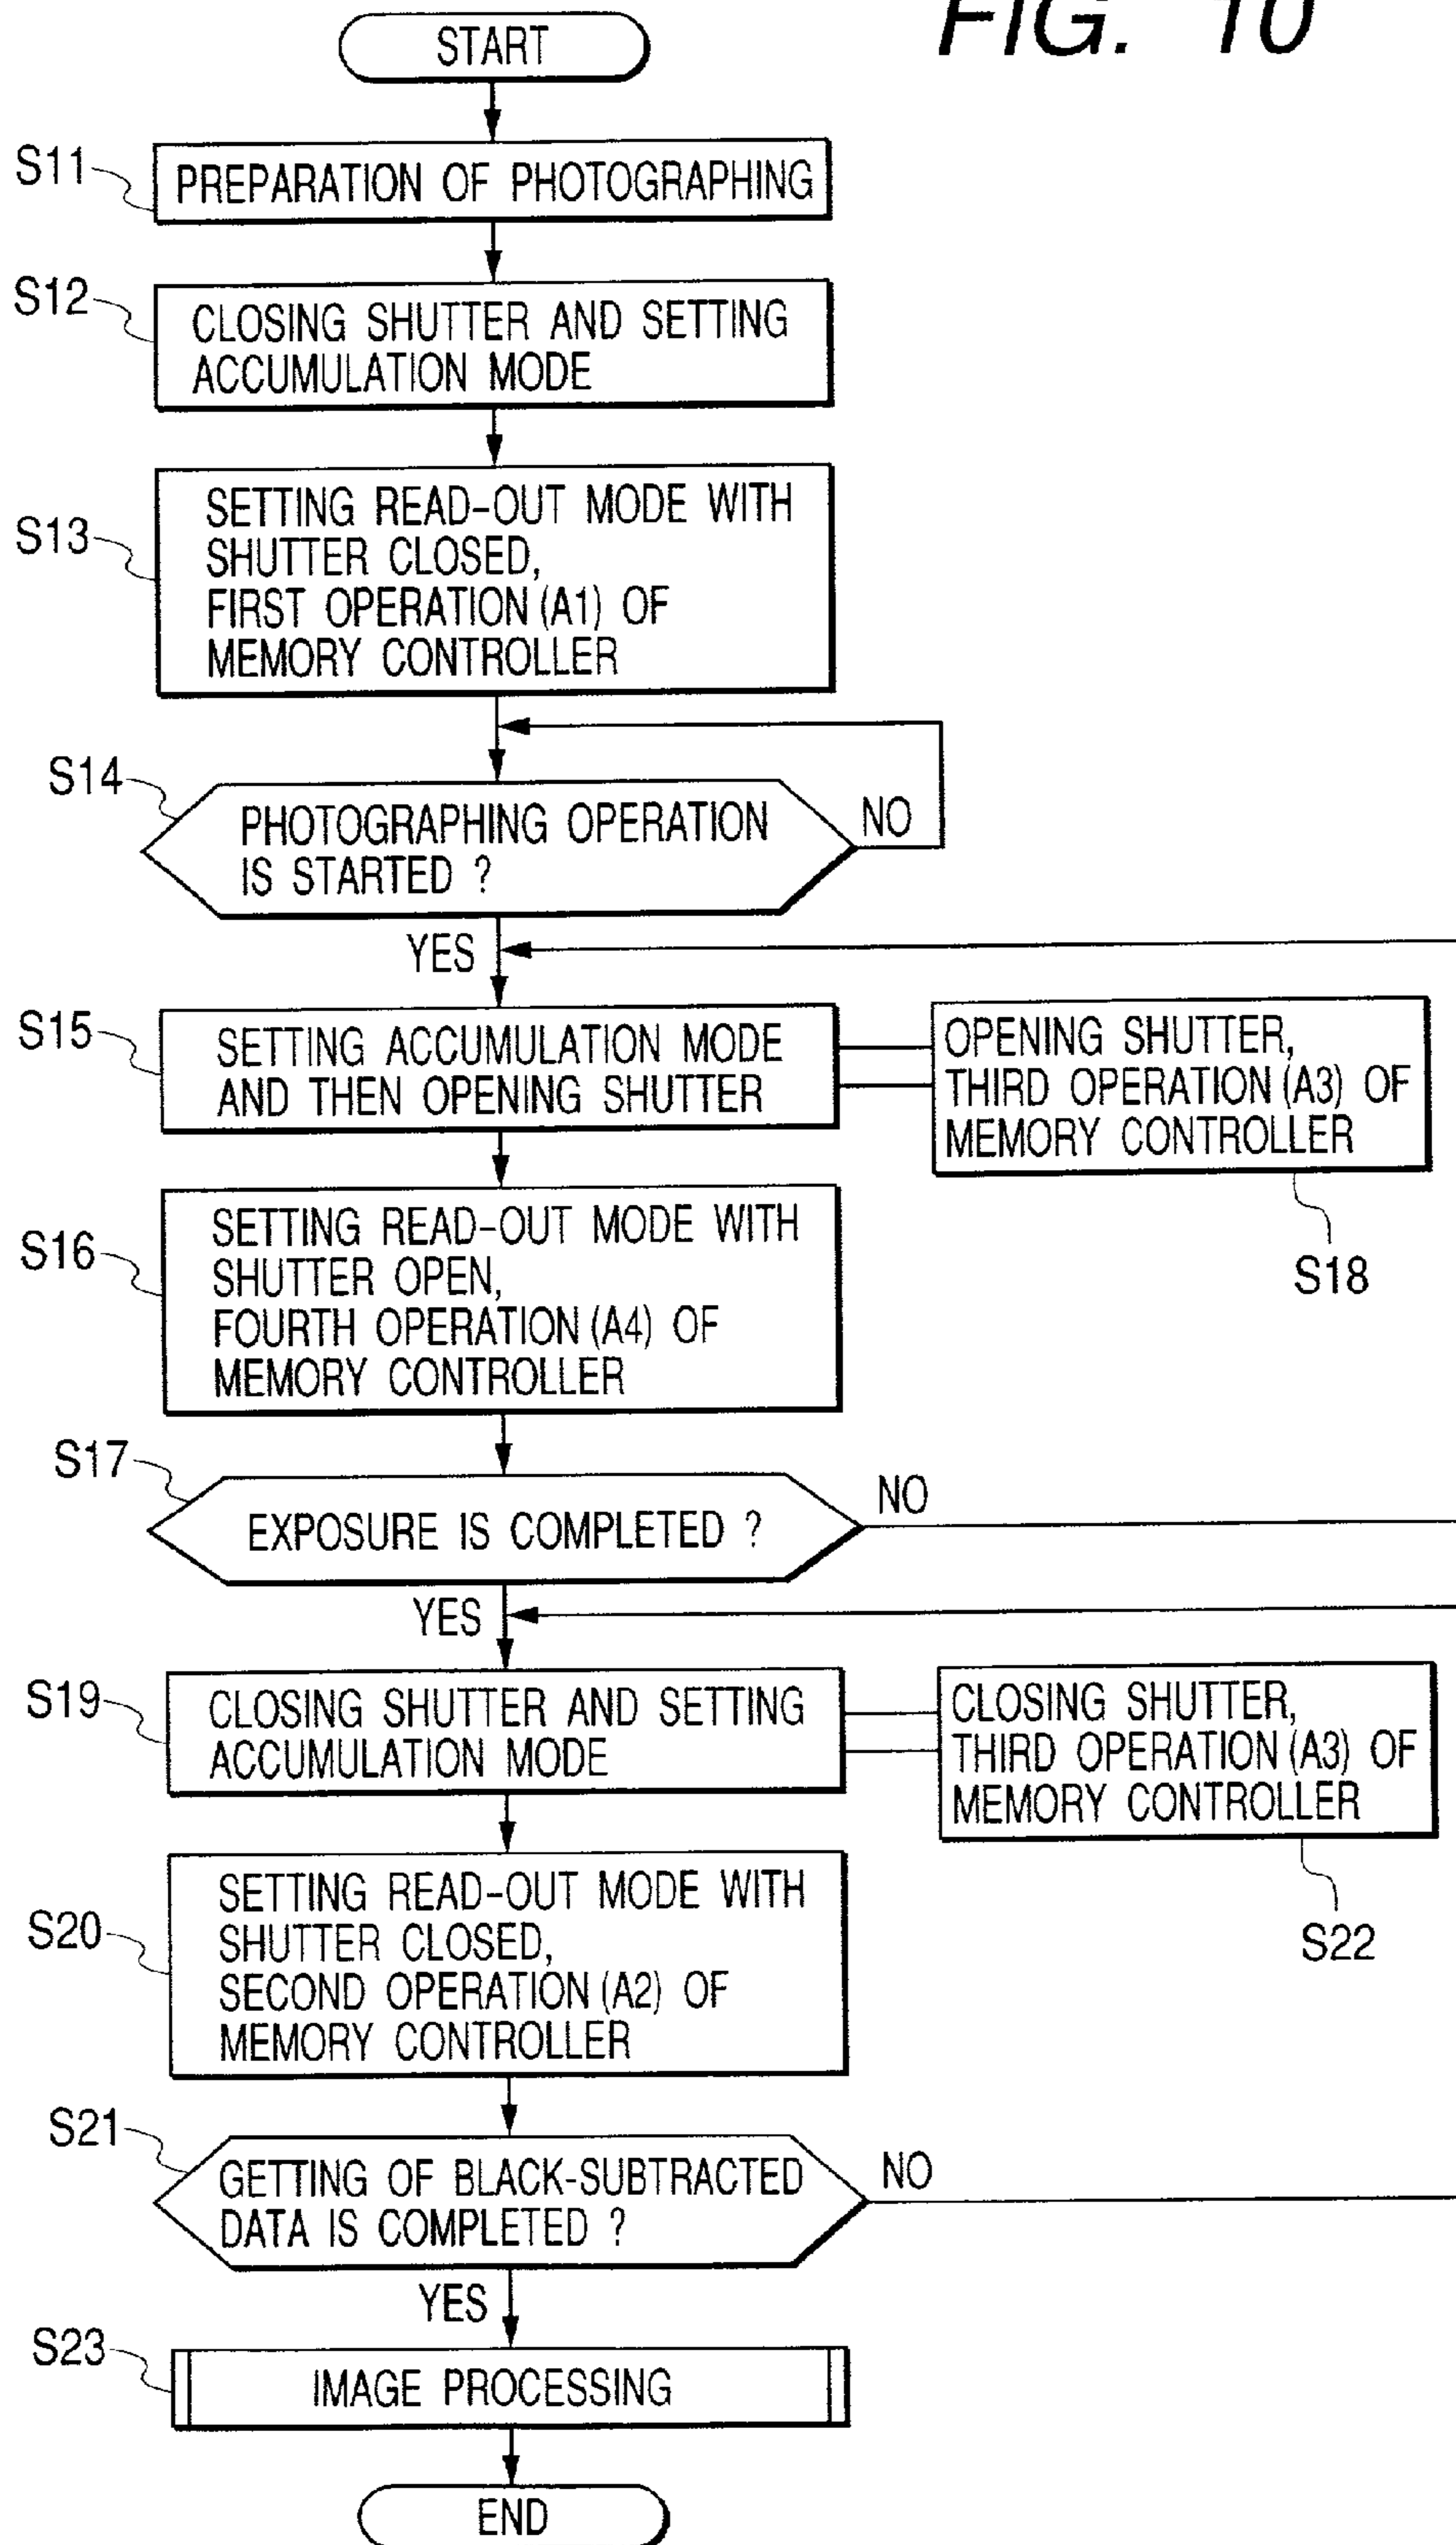 FIG. 10
START
S11
PREPARATION OF PHOTOGRAPHING
S12
CLOSING SHUTTER AND SETTING
ACCUMULATION MODE
S13
SETTING READ-OUT MODE WITH
SHUTTER CLOSED,
FIRST OPERATION (A1) OF
MEMORY CONTROLLER
S14
PHOTOGRAPHING OPERATION
IS STARTED ?
NO
YES
S15
SETTING ACCUMULATION MODE
AND THEN OPENING SHUTTER
OPENING SHUTTER,
THIRD OPERATION (A3) OF
MEMORY CONTROLLER
S18
S16
SETTING READ-OUT MODE WITH
SHUTTER OPEN,
FOURTH OPERATION (A4) OF
MEMORY CONTROLLER
S17
EXPOSURE IS COMPLETED ?
NO
YES
S19
CLOSING SHUTTER AND SETTING
ACCUMULATION MODE
CLOSING SHUTTER,
THIRD OPERATION (A3) OF
MEMORY CONTROLLER
S22
S20
SETTING READ-OUT MODE WITH
SHUTTER CLOSED,
SECOND OPERATION (A2) OF
MEMORY CONTROLLER
S21
GETTING OF BLACK-SUBTRACTED
DATA IS COMPLETED ?
NO
YES
S23
IMAGE PROCESSING
END